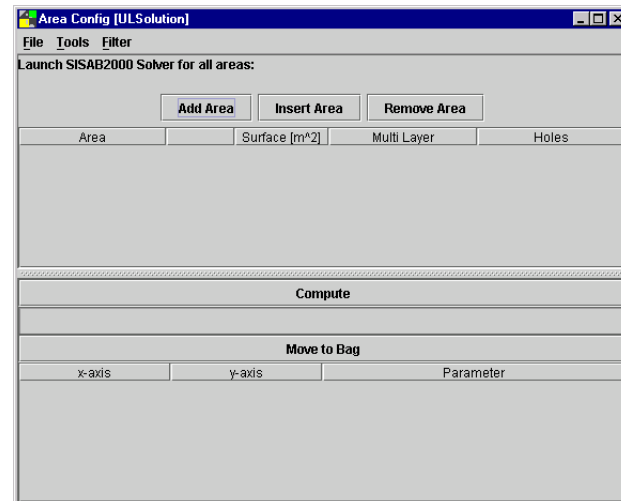 Area Config [ULSolution]
File Tools Filter
Launch SISAB2000 Solver for all areas:
Add Area Insert Area Remove Area
Area Surface [m^2] Multi Layer Holes
Compute
Move to Bag
x-axis y-axis Parameter